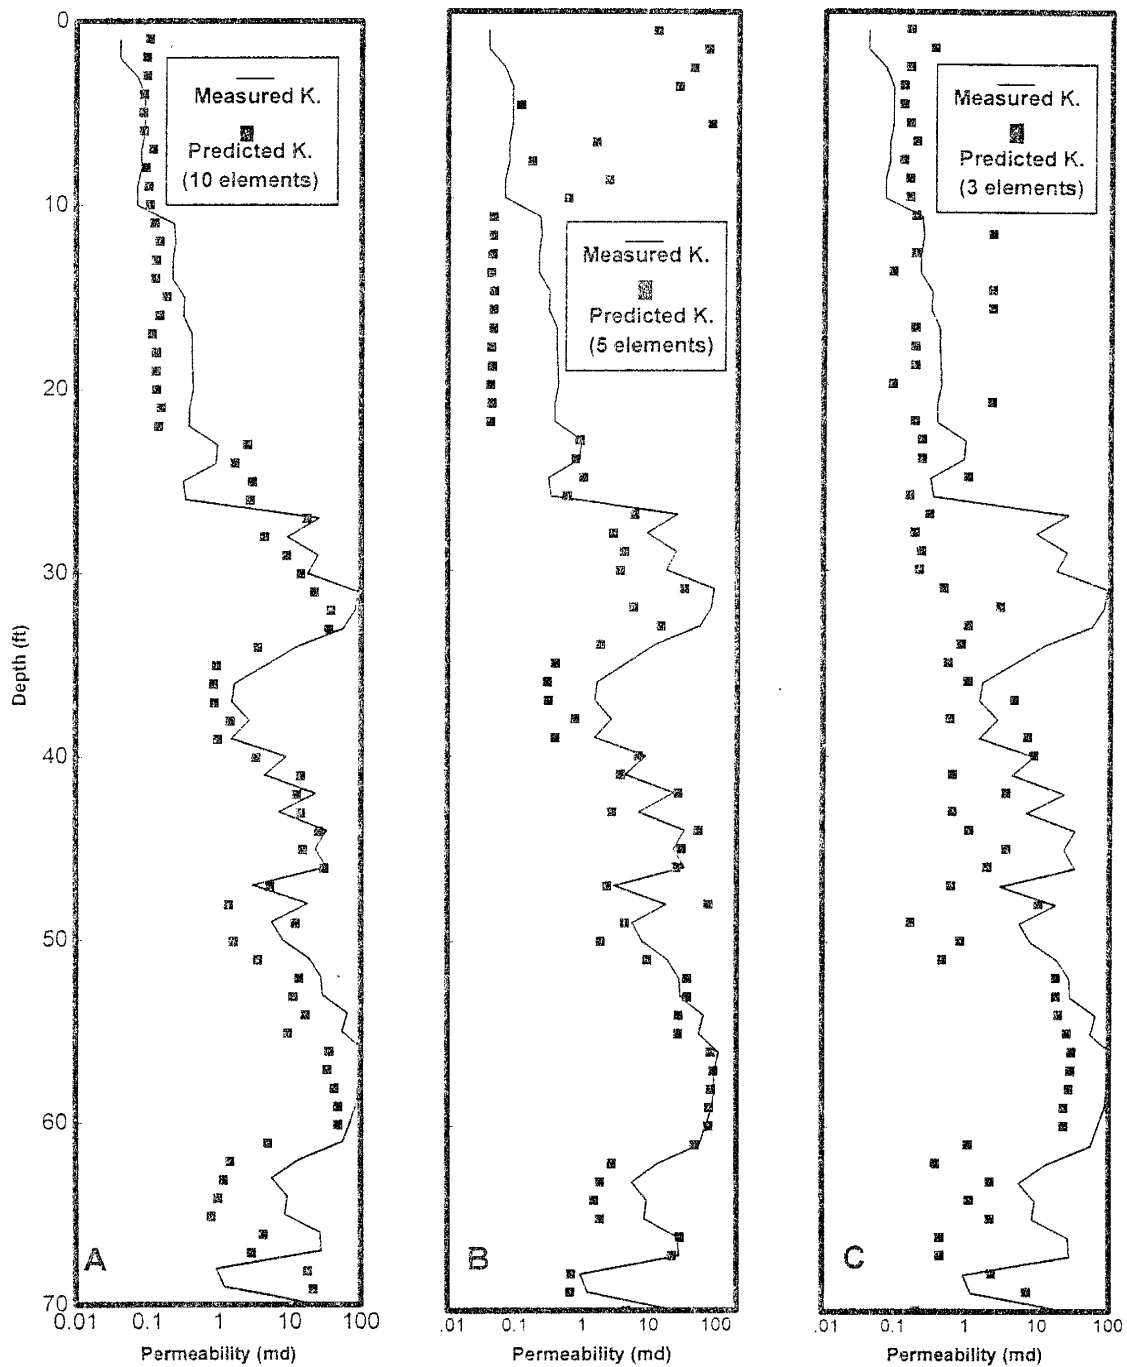 0
10
20
30
40
50
60
70
Depth (ft)
Measured K.
Predicted K.
(10 elements)
A
0.01 0.1 1 10 100
Permeability (md)
Measured K.
Predicted K.
(5 elements)
B
.01 0.1 1 10 100
Permeability (md)
Measured K.
Predicted K.
(3 elements)
C
.01 0.1 1 10 100
Permeability (md)